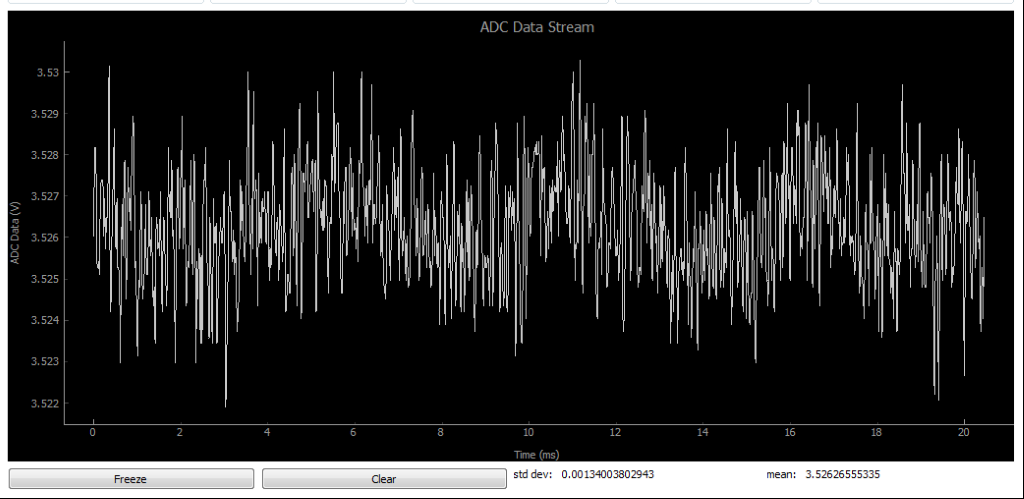 ADC Data Stream
3.53
3.529
3.528
3.527
3.526
3.525
3.524
3.523
3.522
ADC Data (V)
0 2 4 6 8 10 12 14 16 18 20
Time (ms)
Freeze Clear std dev: 0.00134003802943 mean: 3.52626555335